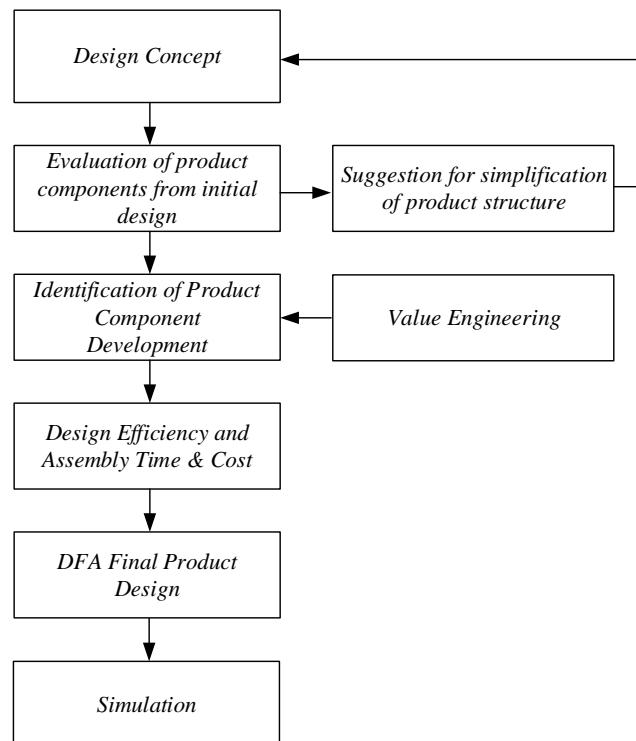 Design Concept
Evaluation of product
components from initial
design
Suggestion for simplification
of product structure
Identification of Product
Component
Development
Value Engineering
Design Efficiency and
Assembly Time & Cost
DFA Final Product
Design
Simulation